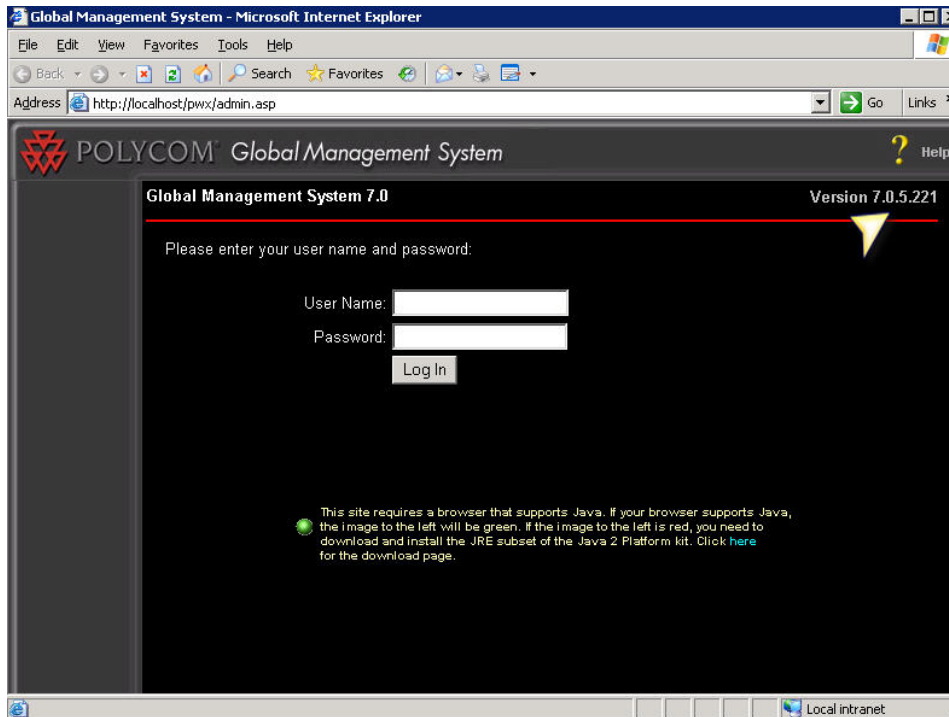 Global Management System - Microsoft Internet Explorer
File Edit View Favorites Tools Help
Back Search Favorites
Address http://localhost/pwx/admin.asp Go Links
POLYCOM Global Management System Help
Global Management System 7.0 Version 7.0.5.221
Please enter your user name and password:
User Name:
Password:
Log In
This site requires a browser that supports Java. If your browser supports Java,
the image to the left will be green. If the image to the left is red, you need to
download and install the JRE subset of the Java 2 Platform kit. Click here
for the download page.
Local intranet